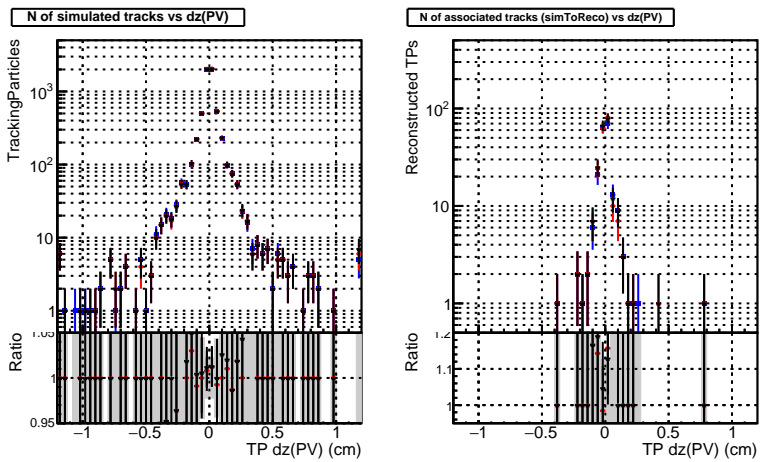 N of simulated tracks vs dz(PV)
TrackingParticles
10³
10²
10
1
Ratio
1.05
1
0.95
−1
−0.5
0
0.5
1
TP dz(PV) (cm)
N of associated tracks (simToReco) vs dz(PV)
Reconstructed TPs
10²
10
1
Ratio
1.2
1.1
1
−1
−0.5
0
0.5
1
TP dz(PV) (cm)